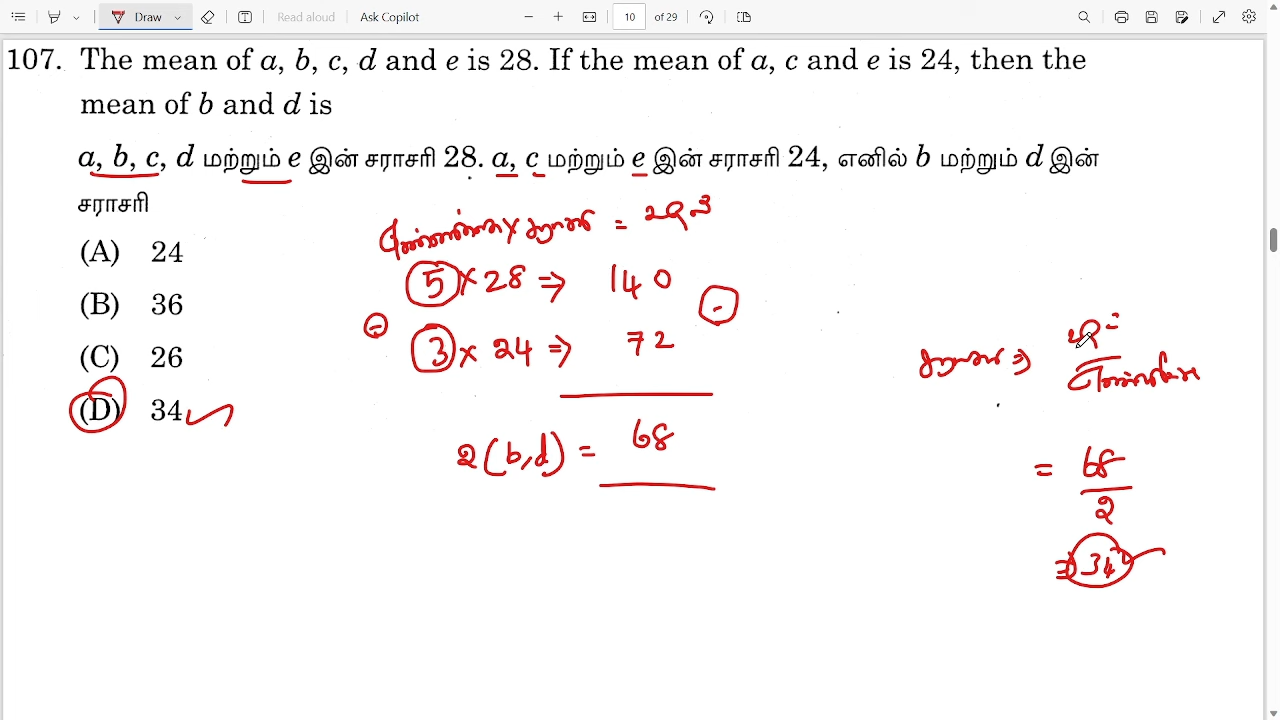 Draw Read aloud Ask Copilot 10 of 29
107. The mean of a, b, c, d and e is 28. If the mean of a, c and e is 24, then the
mean of b and d is
a, b, c, d மற்றும் e இன் சராசரி 28. a, c மற்றும் e இன் சராசரி 24, எனில் b மற்றும் d இன்
சராசரி
(A) 24
(B) 36
(C) 26
(D) 34
5 × 28 ⇒ 140
3 × 24 ⇒ 72
2 (b, d) = 68
= 68
2
⇒ 34